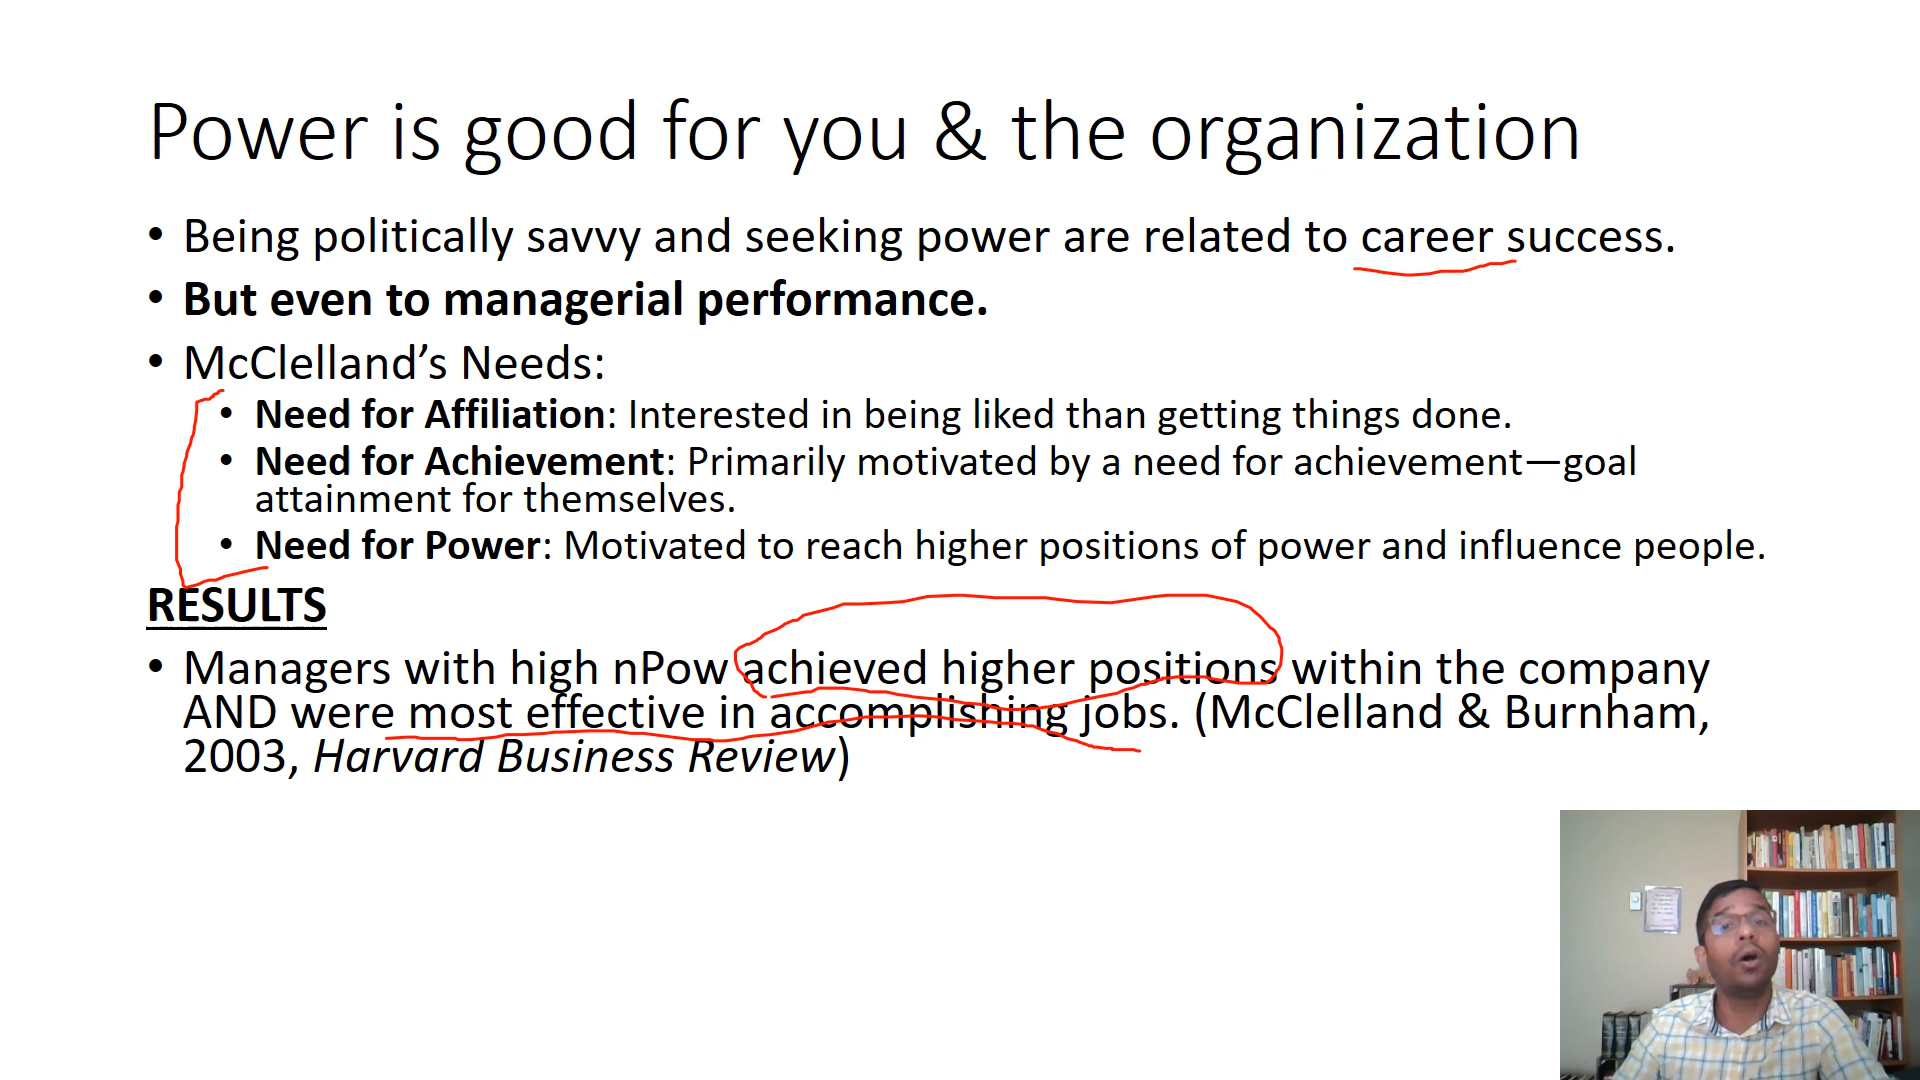 Power is good for you & the organization
• Being politically savvy and seeking power are related to career success.
• But even to managerial performance.
• McClelland’s Needs:
• Need for Affiliation: Interested in being liked than getting things done.
• Need for Achievement: Primarily motivated by a need for achievement—goal
attainment for themselves.
• Need for Power: Motivated to reach higher positions of power and influence people.
RESULTS
• Managers with high nPow achieved higher positions within the company
AND were most effective in accomplishing jobs. (McClelland & Burnham,
2003, Harvard Business Review)